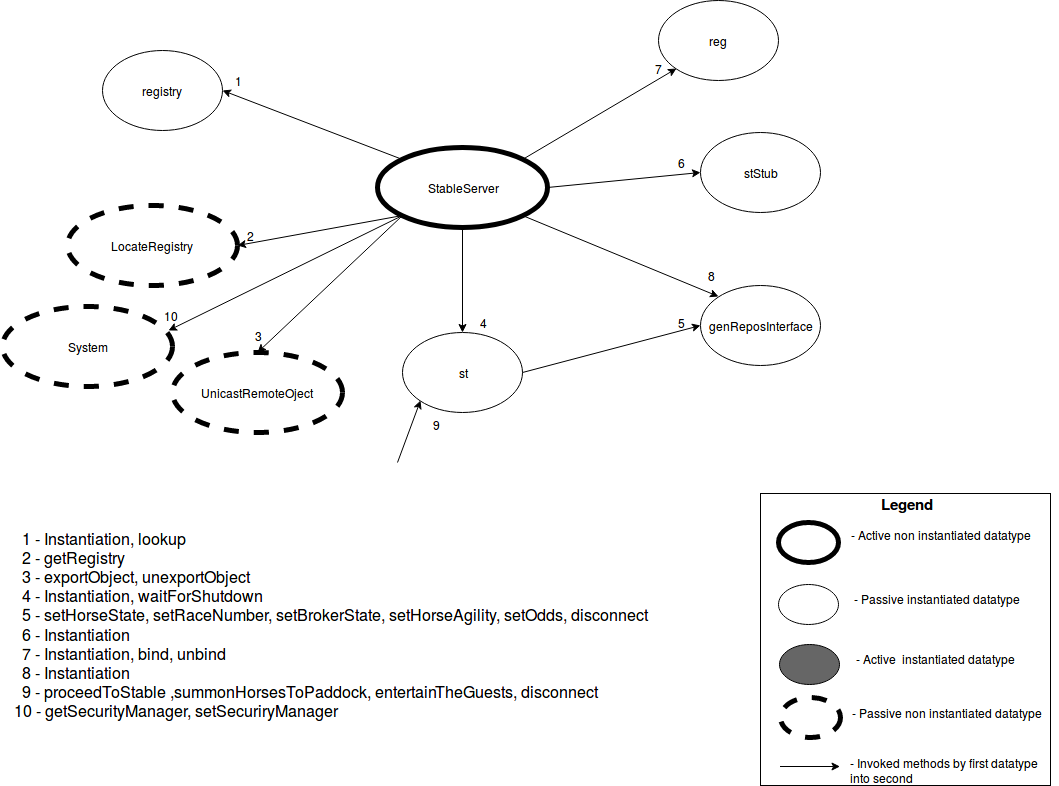 reg
7
1
registry
6
stStub
StableServer
LocateRegistry
2
8
10
System
3
4
5
genReposInterface
st
UnicastRemoteOject
9
1 - Instantiation, lookup
2 - getRegistry
3 - exportObject, unexportObject
4 - Instantiation, waitForShutdown
5 - setHorseState, setRaceNumber, setBrokerState, setHorseAgility, setOdds, disconnect
6 - Instantiation
7 - Instantiation, bind, unbind
8 - Instantiation
9 - proceedToStable ,summonHorsesToPaddock, entertainTheGuests, disconnect
10 - getSecurityManager, setSecuriryManager
Legend
- Active non instantiated datatype
- Passive instantiated datatype
- Active instantiated datatype
- Passive non instantiated datatype
- Invoked methods by first datatype
into second